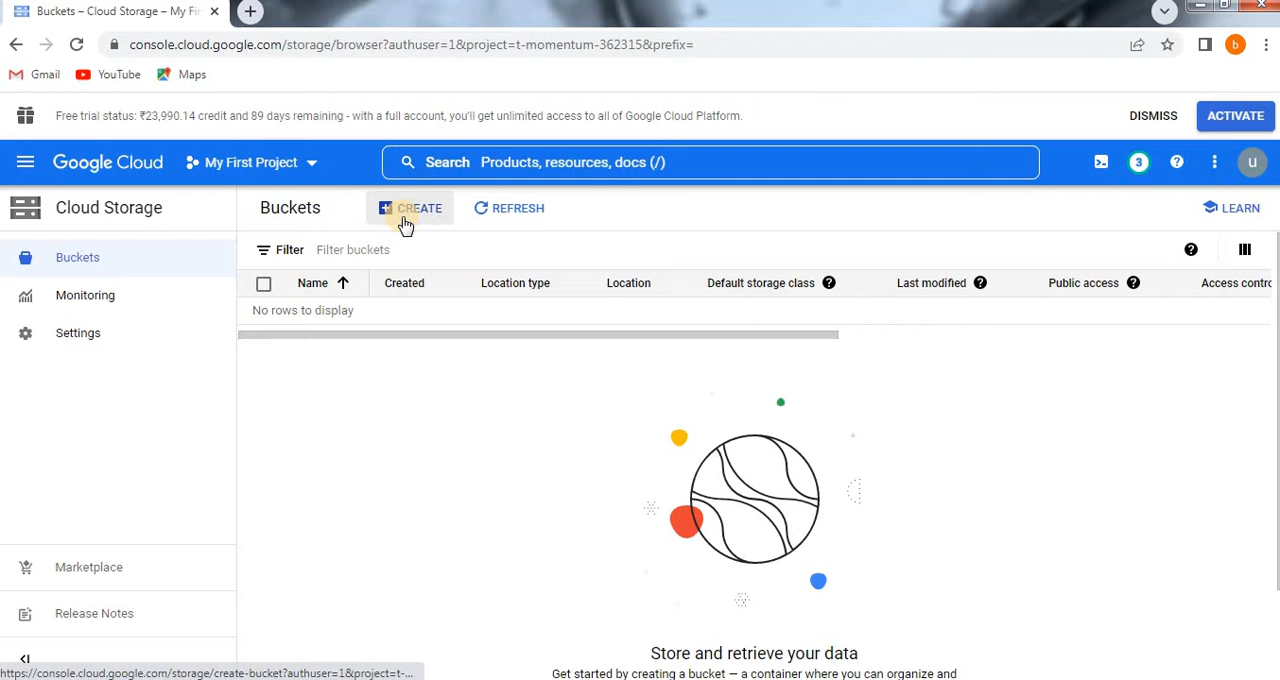 Buckets – Cloud Storage – My Fir
console.cloud.google.com/storage/browser?authuser=1&project=t-momentum-362315&prefix=
b
Gmail YouTube Maps
Free trial status: ₹23,990.14 credit and 89 days remaining - with a full account, you'll get unlimited access to all of Google Cloud Platform.
DISMISS
ACTIVATE
Google Cloud
My First Project
Search Products, resources, docs (/)
3
u
Cloud Storage
Buckets
CREATE
REFRESH
LEARN
Buckets
Monitoring
Settings
Filter Filter buckets
Name Created Location type Location Default storage class Last modified Public access Access contro
No rows to display
Marketplace
Release Notes
Store and retrieve your data
Get started by creating a bucket — a container where you can organize and
https://console.cloud.google.com/storage/create-bucket?authuser=1&project=t-...